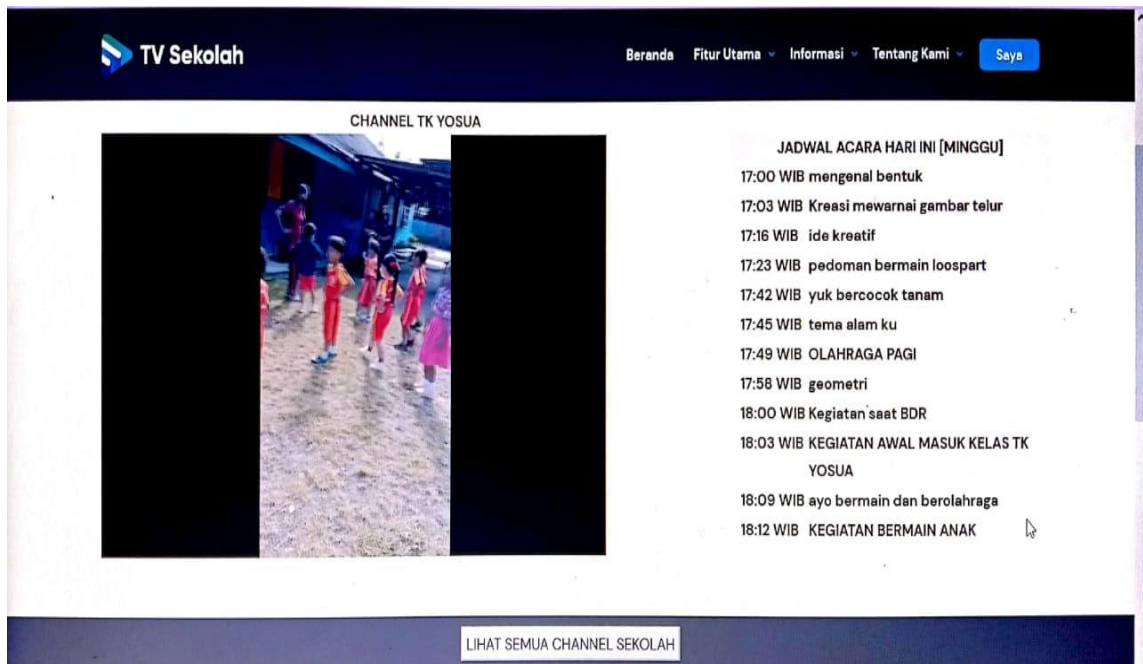 TV Sekolah
Beranda Fitur Utama Informasi Tentang Kami Saya
CHANNEL TK YOSUA
JADWAL ACARA HARI INI [MINGGU]
17:00 WIB mengenal bentuk
17:03 WIB Kreasi mewarnai gambar telur
17:16 WIB ide kreatif
17:23 WIB pedoman bermain loospart
17:42 WIB yuk bercocok tanam
17:45 WIB tema alam ku
17:49 WIB OLAHRAGA PAGI
17:58 WIB geometri
18:00 WIB Kegiatan saat BDR
18:03 WIB KEGIATAN AWAL MASUK KELAS TK
YOSUA
18:09 WIB ayo bermain dan berolahraga
18:12 WIB KEGIATAN BERMAIN ANAK
LIHAT SEMUA CHANNEL SEKOLAH